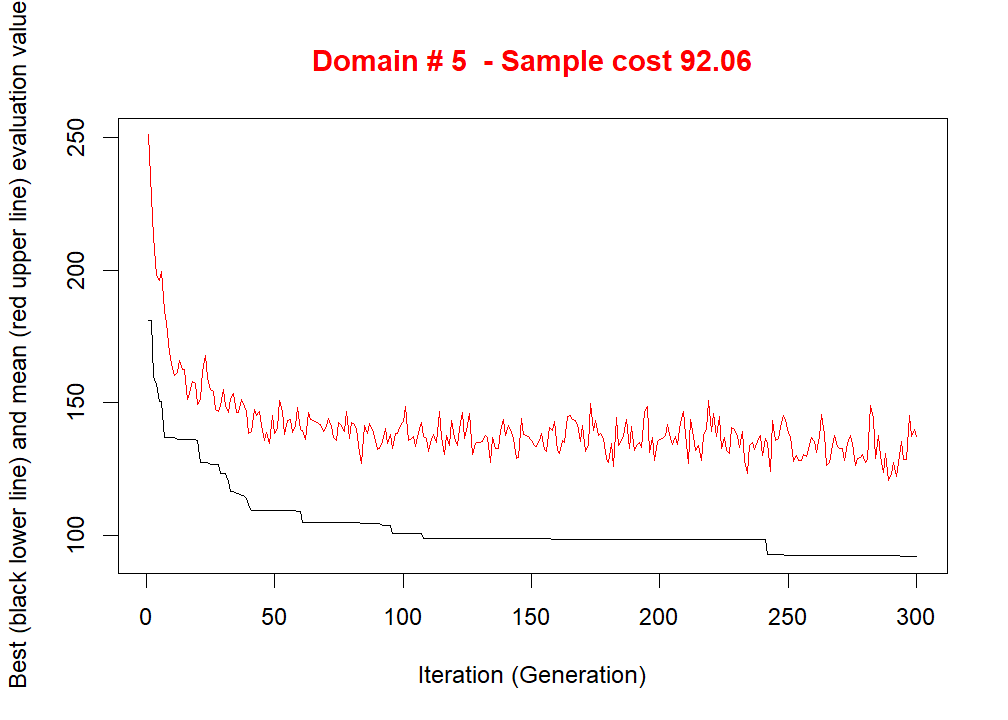 Domain # 5  - Sample cost 92.06
Best (black lower line) and mean (red upper line) evaluation value
250
200
150
100
0 50 100 150 200 250 300
Iteration (Generation)